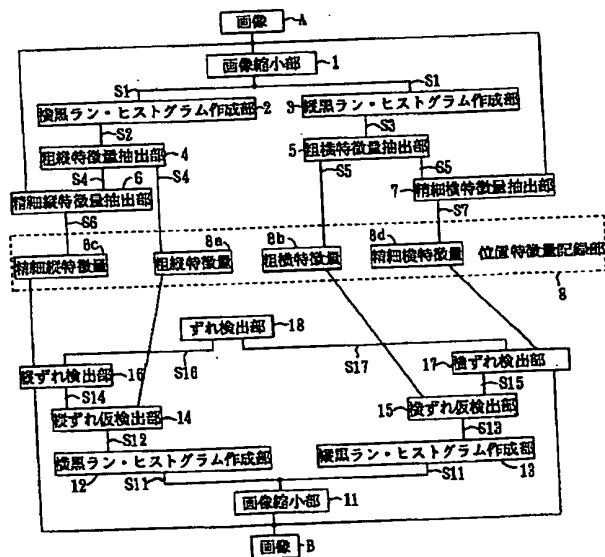 画像 A
画像縮小部 1
S1 S1
横黒ラン・ヒストグラム作成部 2 3 縦黒ラン・ヒストグラム作成部
S2 S3
粗縦特徴量抽出部 4 5 粗横特徴量抽出部
S4 6 S4 S5 S5
精細縦特徴量抽出部 7 精細横特徴量抽出部
S6 S7
8c 8a 8b 8d
精細縦特徴量 粗縦特徴量 粗横特徴量 精細横特徴量 位置特徴量記録部
8
ずれ検出部 18
S16 S17
縦ずれ検出部 16 17 横ずれ検出部
S14 S15
縦ずれ仮検出部 14 15 横ずれ仮検出部
S12 S13
横黒ラン・ヒストグラム作成部 縦黒ラン・ヒストグラム作成部
12 S11 S11 13
画像縮小部 11
画像 B